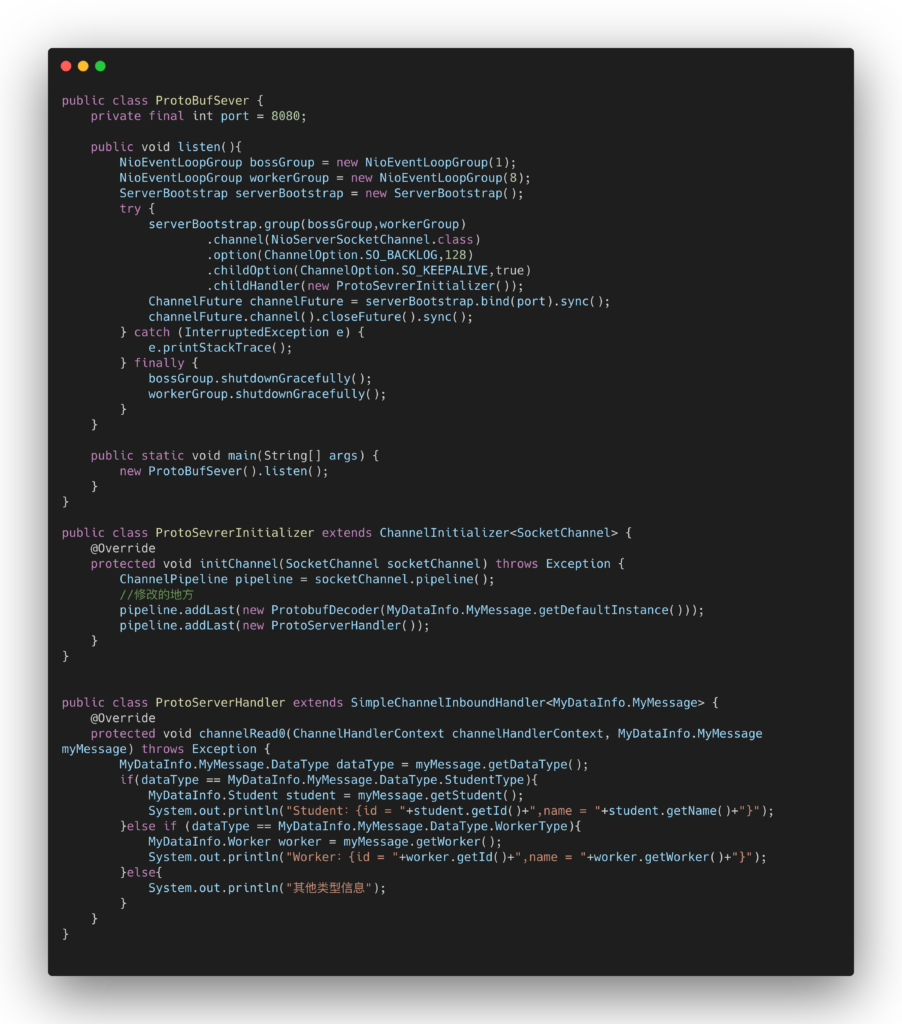 public class ProtoBufSever {
    private final int port = 8080;

    public void listen(){
        NioEventLoopGroup bossGroup = new NioEventLoopGroup(1);
        NioEventLoopGroup workerGroup = new NioEventLoopGroup(8);
        ServerBootstrap serverBootstrap = new ServerBootstrap();
        try {
            serverBootstrap.group(bossGroup,workerGroup)
                    .channel(NioServerSocketChannel.class)
                    .option(ChannelOption.SO_BACKLOG,128)
                    .childOption(ChannelOption.SO_KEEPALIVE,true)
                    .childHandler(new ProtoSevrerInitializer());
            ChannelFuture channelFuture = serverBootstrap.bind(port).sync();
            channelFuture.channel().closeFuture().sync();
        } catch (InterruptedException e) {
            e.printStackTrace();
        } finally {
            bossGroup.shutdownGracefully();
            workerGroup.shutdownGracefully();
        }
    }

    public static void main(String[] args) {
        new ProtoBufSever().listen();
    }
}

public class ProtoSevrerInitializer extends ChannelInitializer<SocketChannel> {
    @Override
    protected void initChannel(SocketChannel socketChannel) throws Exception {
        ChannelPipeline pipeline = socketChannel.pipeline();
        //修改的地方
        pipeline.addLast(new ProtobufDecoder(MyDataInfo.MyMessage.getDefaultInstance()));
        pipeline.addLast(new ProtoServerHandler());
    }
}


public class ProtoServerHandler extends SimpleChannelInboundHandler<MyDataInfo.MyMessage> {
    @Override
    protected void channelRead0(ChannelHandlerContext channelHandlerContext, MyDataInfo.MyMessage
myMessage) throws Exception {
        MyDataInfo.MyMessage.DataType dataType = myMessage.getDataType();
        if(dataType == MyDataInfo.MyMessage.DataType.StudentType){
            MyDataInfo.Student student = myMessage.getStudent();
            System.out.println("Student：{id = "+student.getId()+",name = "+student.getName()+"}");
        }else if (dataType == MyDataInfo.MyMessage.DataType.WorkerType){
            MyDataInfo.Worker worker = myMessage.getWorker();
            System.out.println("Worker：{id = "+worker.getId()+",name = "+worker.getWorker()+"}");
        }else{
            System.out.println("其他类型信息");
        }
    }
}